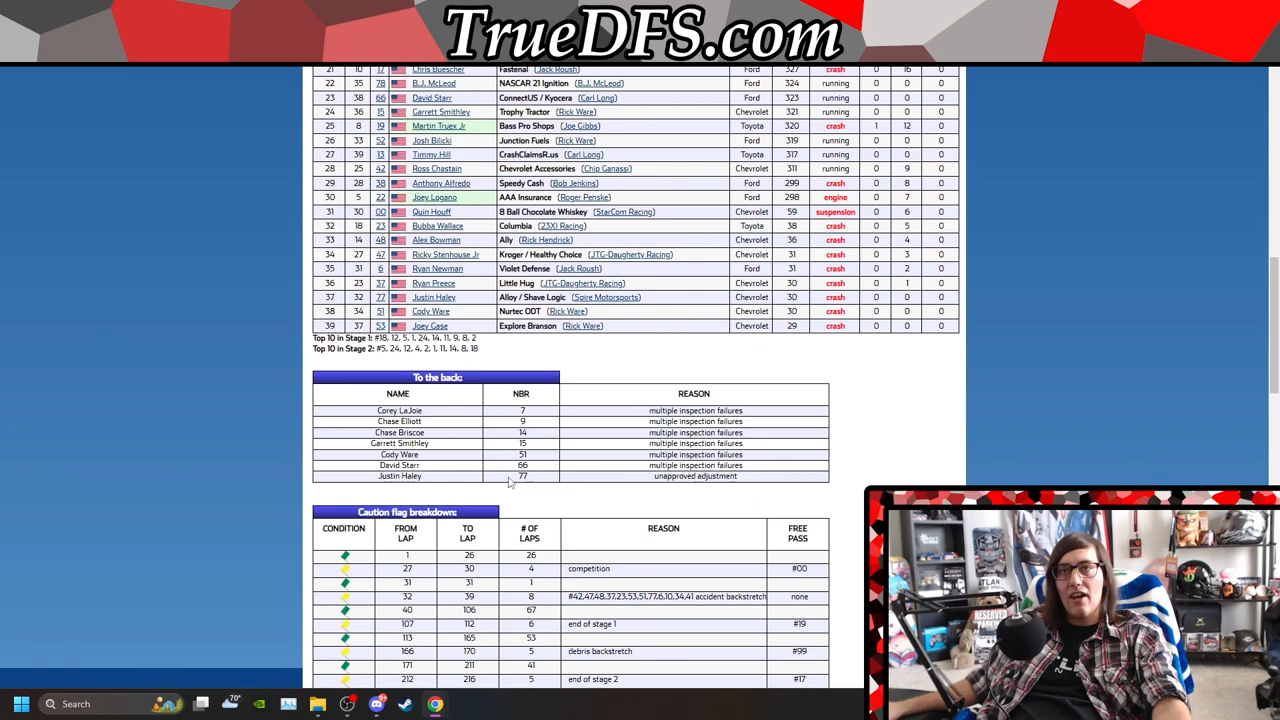 TrueDFS.com
21 10 17 Chris Buescher Fastenal (Jack Roush) Ford 327 crash 0 16 0
22 35 78 B.J. McLeod NASCAR 21 Ignition (B.J. McLeod) Ford 324 running 0 0 0
23 38 66 David Starr ConnectUS / Kyocera (Carl Long) Ford 323 running 0 0 0
24 36 15 Garrett Smithley Trophy Tractor (Rick Ware) Chevrolet 321 running 0 0 0
25 8 19 Martin Truex Jr Bass Pro Shops (Joe Gibbs) Toyota 320 crash 1 12 0
26 33 52 Josh Bilicki Junction Fuels (Rick Ware) Ford 319 running 0 0 0
27 39 13 Timmy Hill CrashClaimsR.us (Carl Long) Toyota 317 running 0 0 0
28 25 42 Ross Chastain Chevrolet Accessories (Chip Ganassi) Chevrolet 311 running 0 9 0
29 28 38 Anthony Alfredo Speedy Cash (Bob Jenkins) Ford 299 crash 0 8 0
30 5 22 Joey Logano AAA Insurance (Roger Penske) Ford 298 engine 0 7 0
31 30 00 Quin Houff 8 Ball Chocolate Whiskey (StarCom Racing) Chevrolet 59 suspension 0 6 0
32 18 23 Bubba Wallace Columbia (23XI Racing) Toyota 38 crash 0 5 0
33 14 48 Alex Bowman Ally (Rick Hendrick) Chevrolet 36 crash 0 4 0
34 27 47 Ricky Stenhouse Jr Kroger / Healthy Choice (JTG-Daugherty Racing) Chevrolet 31 crash 0 3 0
35 31 6 Ryan Newman Violet Defense (Jack Roush) Ford 31 crash 0 2 0
36 23 37 Ryan Preece Little Hug (JTG-Daugherty Racing) Chevrolet 30 crash 0 1 0
37 32 77 Justin Haley Alloy / Shave Logic (Spire Motorsports) Chevrolet 30 crash 0 0 0
38 34 51 Cody Ware Nurtec ODT (Rick Ware) Chevrolet 30 crash 0 0 0
39 37 53 Joey Gase Explore Branson (Rick Ware) Chevrolet 29 crash 0 0 0
Top 10 in Stage 1: #18, 12, 5, 1, 24, 14, 11, 9, 8, 2
Top 10 in Stage 2: #5, 24, 12, 4, 2, 1, 11, 14, 8, 18
To the back:
NAME NBR REASON
Corey LaJoie 7 multiple inspection failures
Chase Elliott 9 multiple inspection failures
Chase Briscoe 14 multiple inspection failures
Garrett Smithley 15 multiple inspection failures
Cody Ware 51 multiple inspection failures
David Starr 66 multiple inspection failures
Justin Haley 77 unapproved adjustment
Caution flag breakdown:
CONDITION FROM LAP TO LAP # OF LAPS REASON FREE PASS
1 26 26
27 30 4 competition #00
31 31 1
32 39 8 #42,47,48,37,23,53,51,77,6,10,34,41 accident backstretch none
40 106 67
107 112 6 end of stage 1 #19
113 165 53
166 170 5 debris backstretch #99
171 211 41
212 216 5 end of stage 2 #17
Search
70°
ATLANTA
RESERVED PARKING